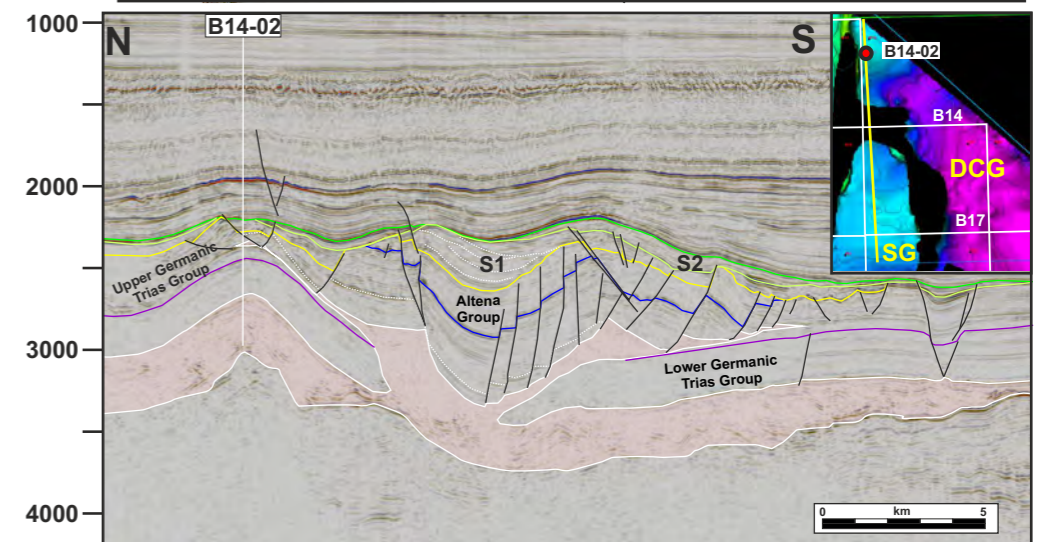 1000
2000
3000
4000
N
B14-02
S
B14-02
B14
DCG
B17
SG
Upper Germanic
Trias Group
S1
S2
Altena
Group
Lower Germanic
Trias Group
0 km 5